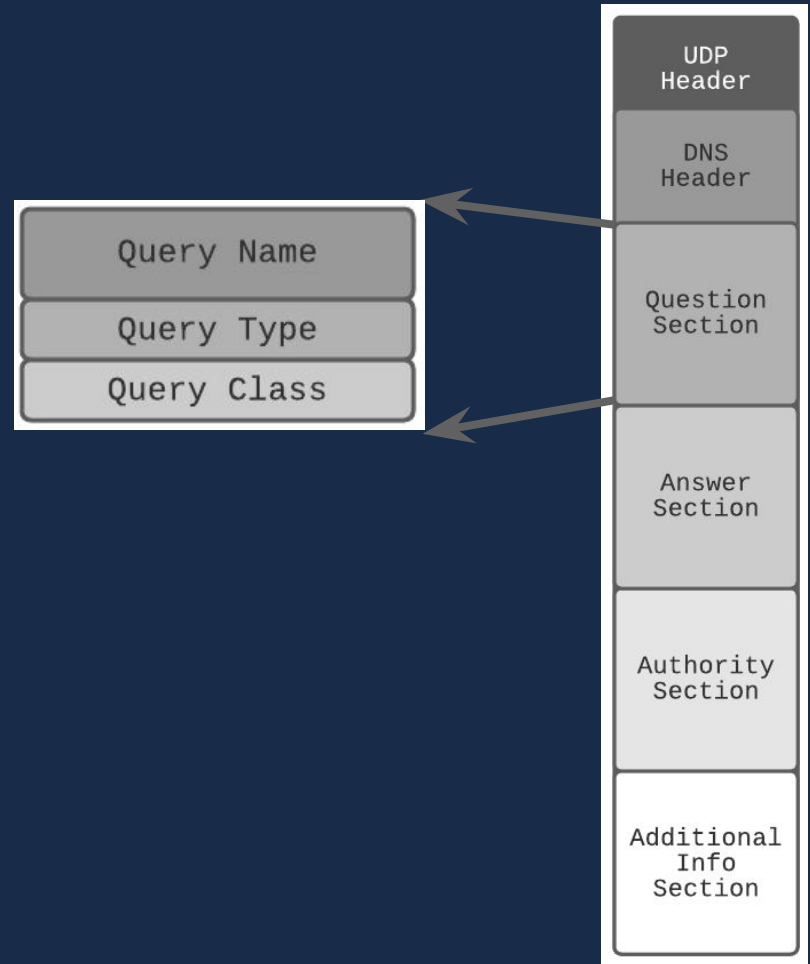 UDP
Header
DNS
Header
Query Name
Query Type
Query Class
Question
Section
Answer
Section
Authority
Section
Additional
Info
Section